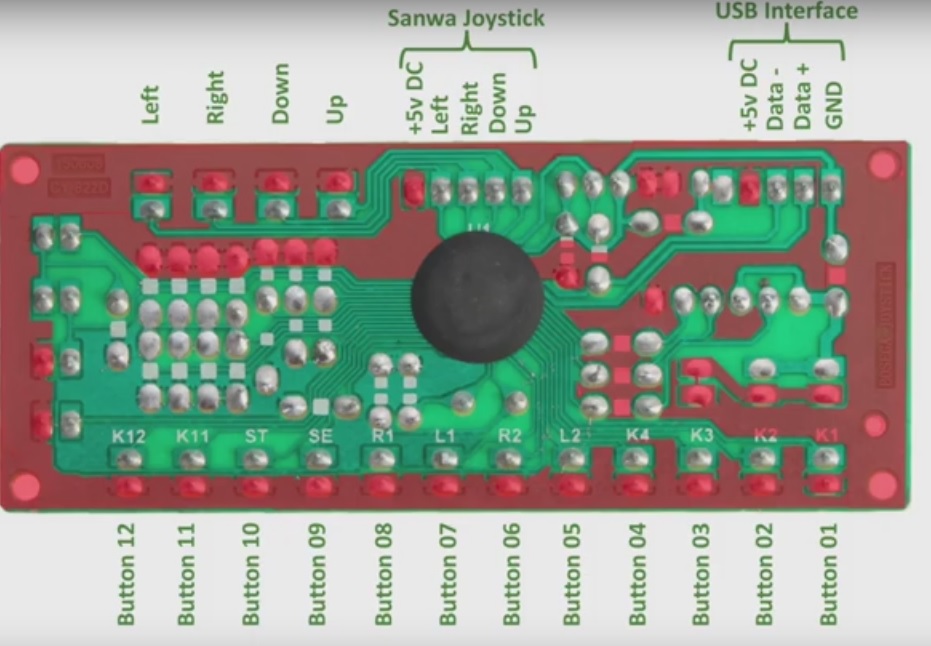 Sanwa Joystick
USB Interface
Left
Right
Down
Up
+5v DC
Left
Right
Down
Up
+5v DC
Data -
Data +
GND
U1
K12
K11
ST
SE
R1
L1
R2
L2
K4
K3
K2
K1
Button 12
Button 11
Button 10
Button 09
Button 08
Button 07
Button 06
Button 05
Button 04
Button 03
Button 02
Button 01